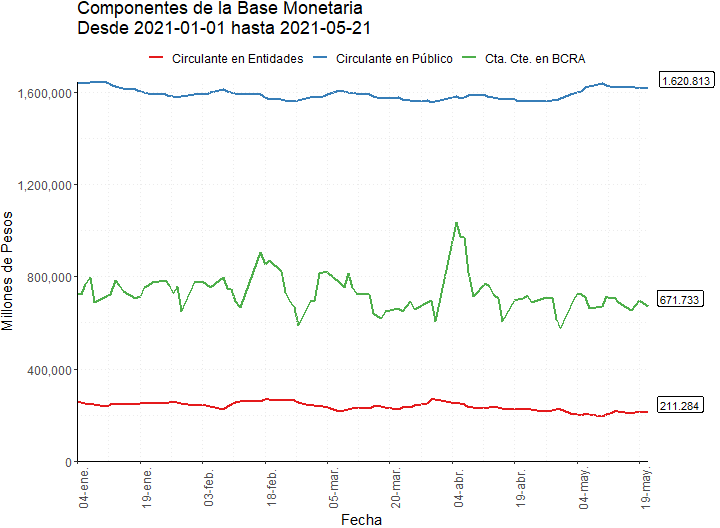 Componentes de la Base Monetaria
Desde 2021-01-01 hasta 2021-05-21
Circulante en Entidades
Circulante en Público
Cta. Cte. en BCRA
1,600,000
1,200,000
800,000
400,000
0
Millones de Pesos
1.620.813
671.733
211.284
04-ene.
19-ene.
03-feb.
18-feb.
05-mar.
20-mar.
04-abr.
19-abr.
04-may.
19-may.
Fecha